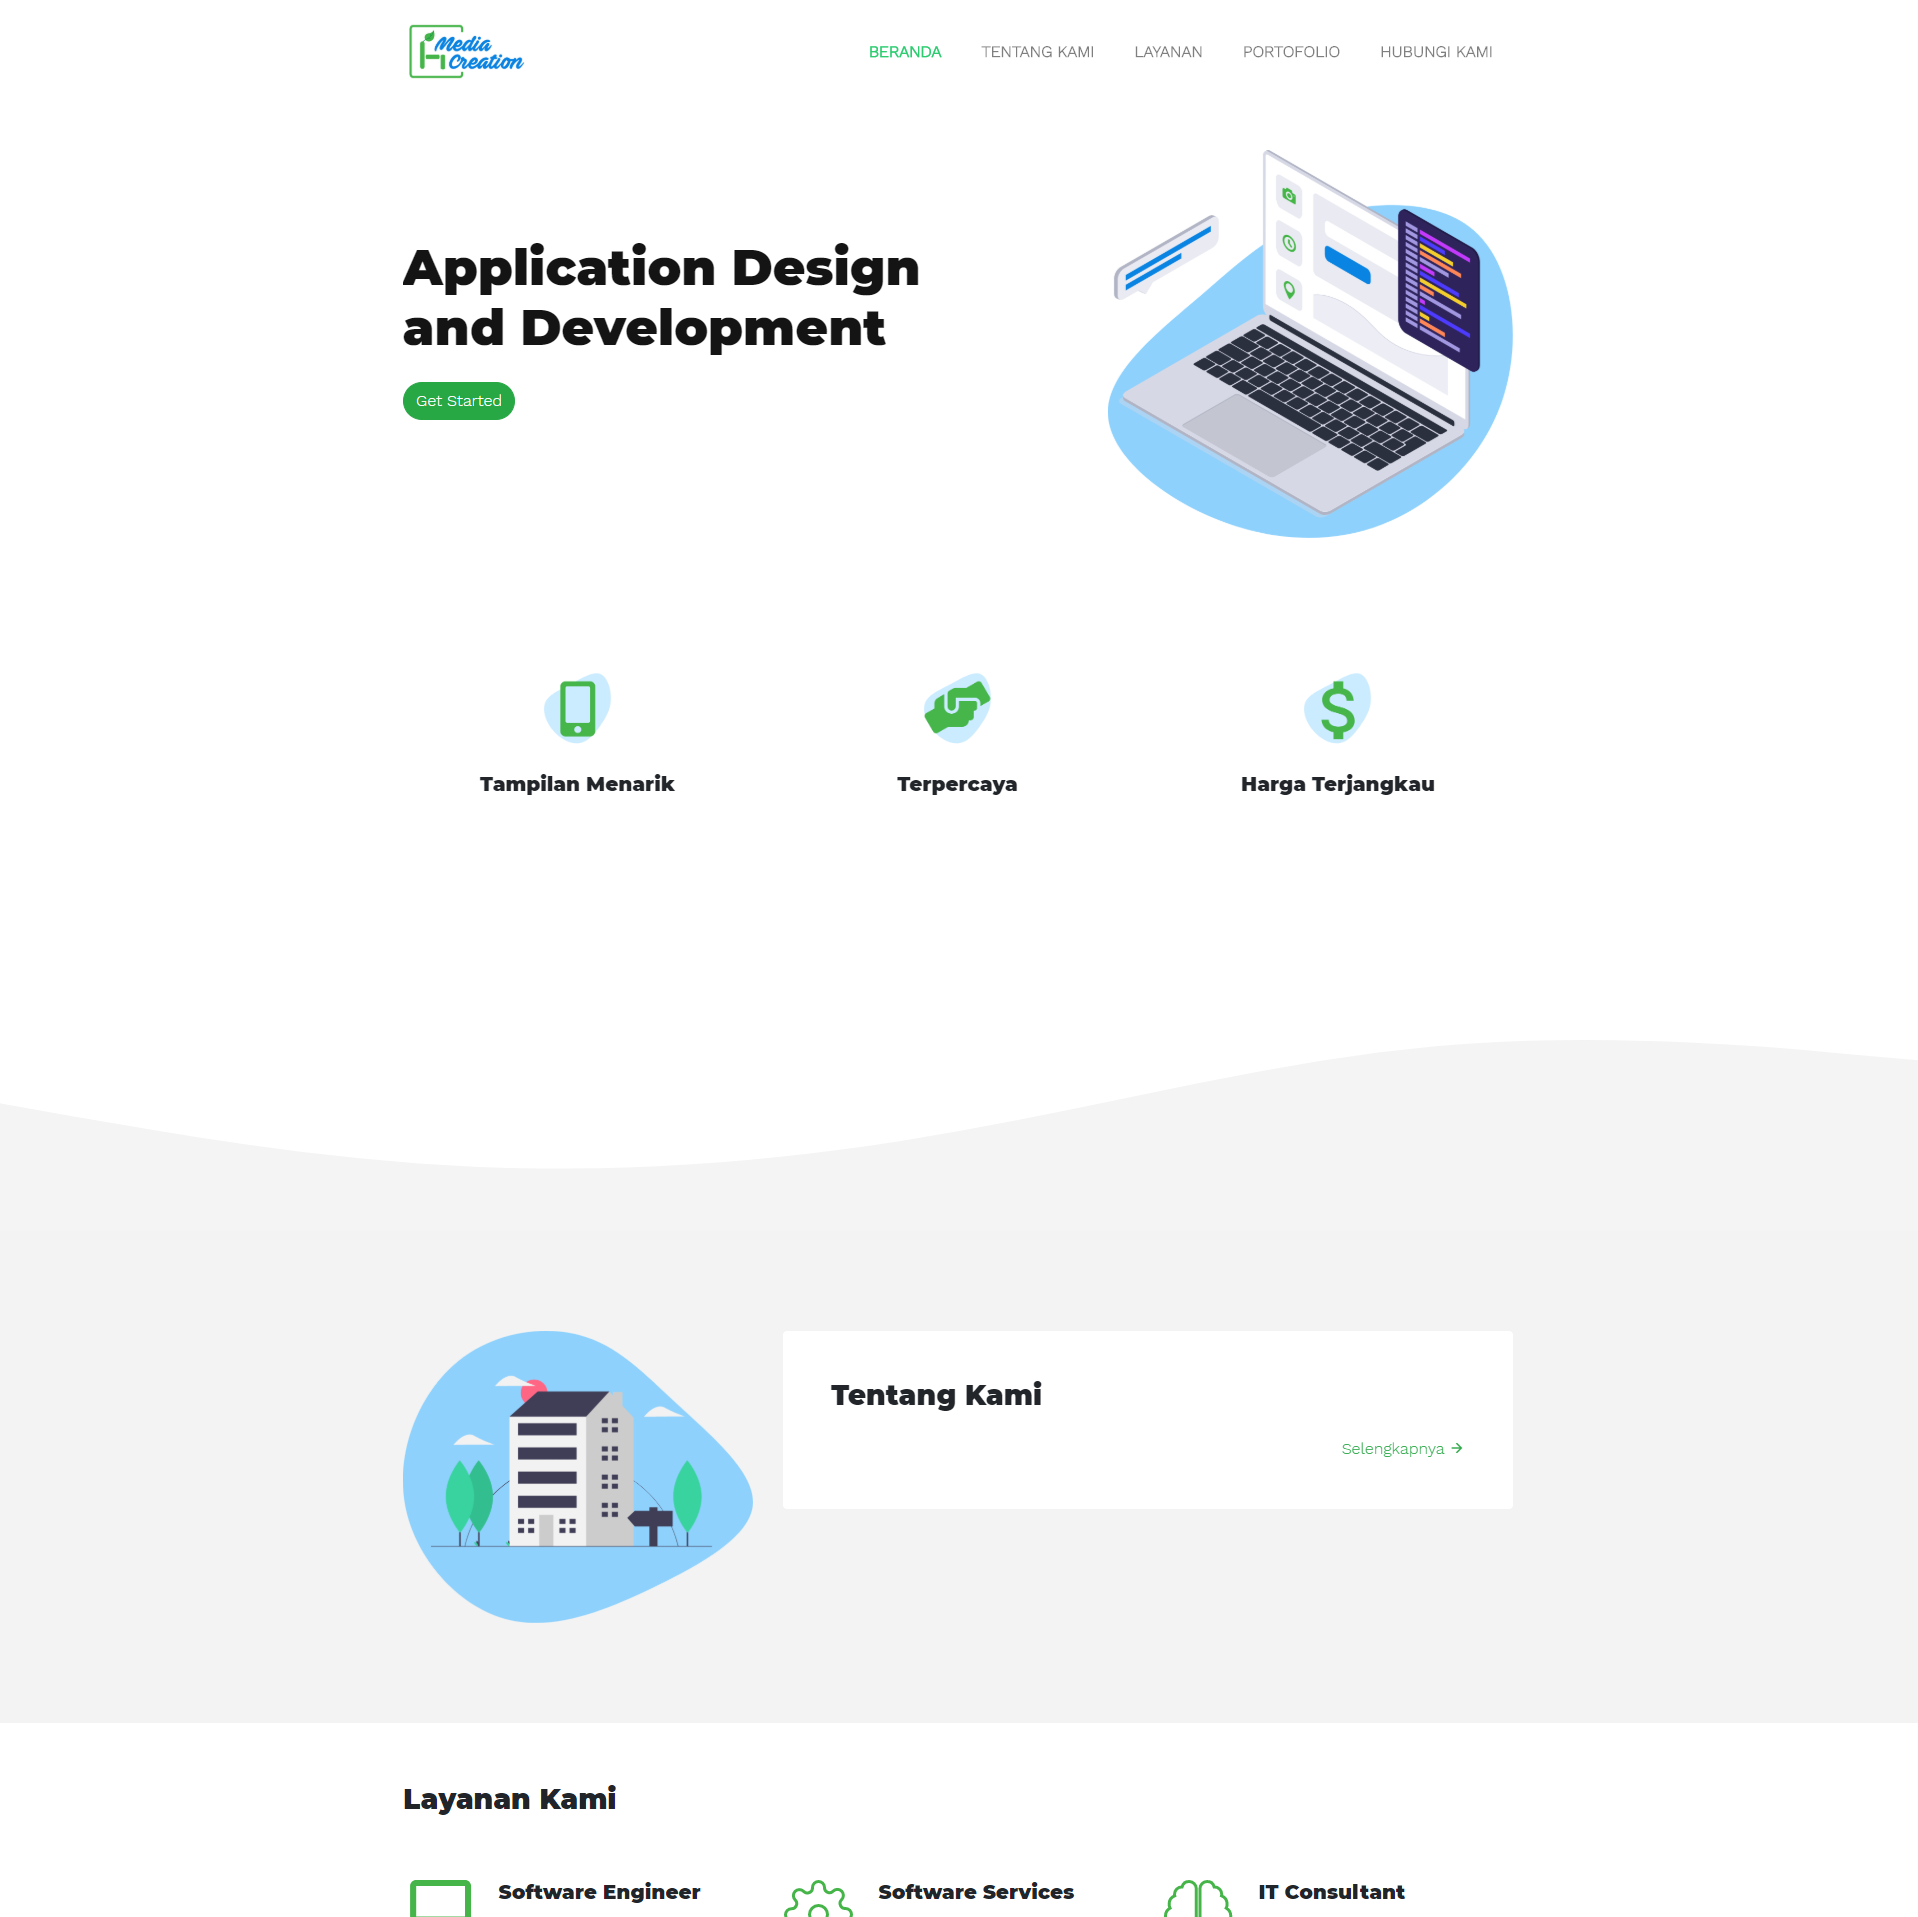 Media
Creation
BERANDA
TENTANG KAMI
LAYANAN
PORTOFOLIO
HUBUNGI KAMI
Application Design
and Development
Get Started
Tampilan Menarik
Terpercaya
Harga Terjangkau
Tentang Kami
Selengkapnya
Layanan Kami
Software Engineer
Software Services
IT Consultant